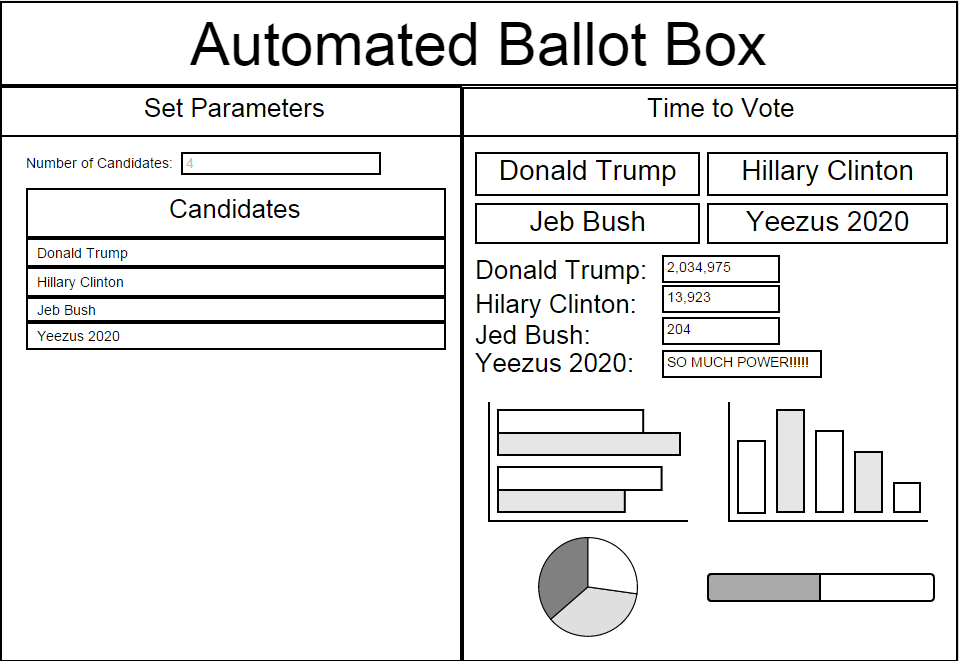 Automated Ballot Box
Set Parameters
Number of Candidates: 4
Candidates
Donald Trump
Hillary Clinton
Jeb Bush
Yeezus 2020
Time to Vote
Donald Trump Hillary Clinton
Jeb Bush Yeezus 2020
Donald Trump: 2,034,975
Hilary Clinton: 13,923
Jed Bush: 204
Yeezus 2020: SO MUCH POWER!!!!!